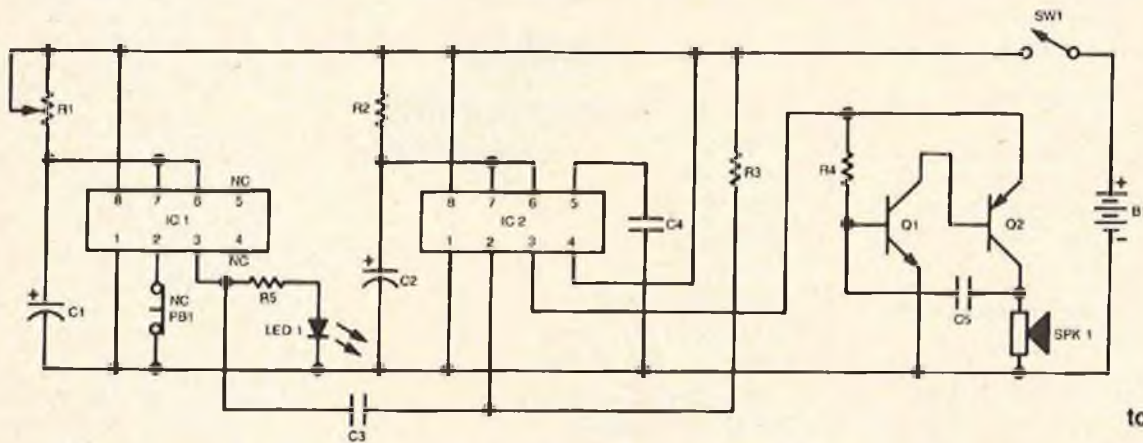 SW1
R1
R2
R3
R4
NC
8 7 6 5
IC 1
1 2 3 4
NC
8 7 6 5
IC 2
1 2 3 4
C4
Q1
Q2
+
B
-
+
C1
NC
PB1
R5
LED 1
+
C2
C5
SPK 1
C3
to